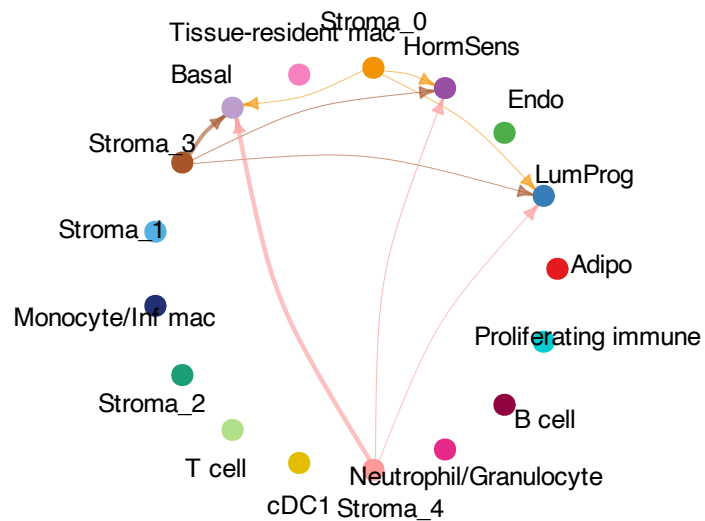 Stroma_0
Tissue-resident mac
HormSens
Basal
Endo
Stroma_3
LumProg
Stroma_1
Adipo
Monocyte/Inf mac
Proliferating immune
Stroma_2
B cell
T cell
Neutrophil/Granulocyte
cDC1
Stroma_4